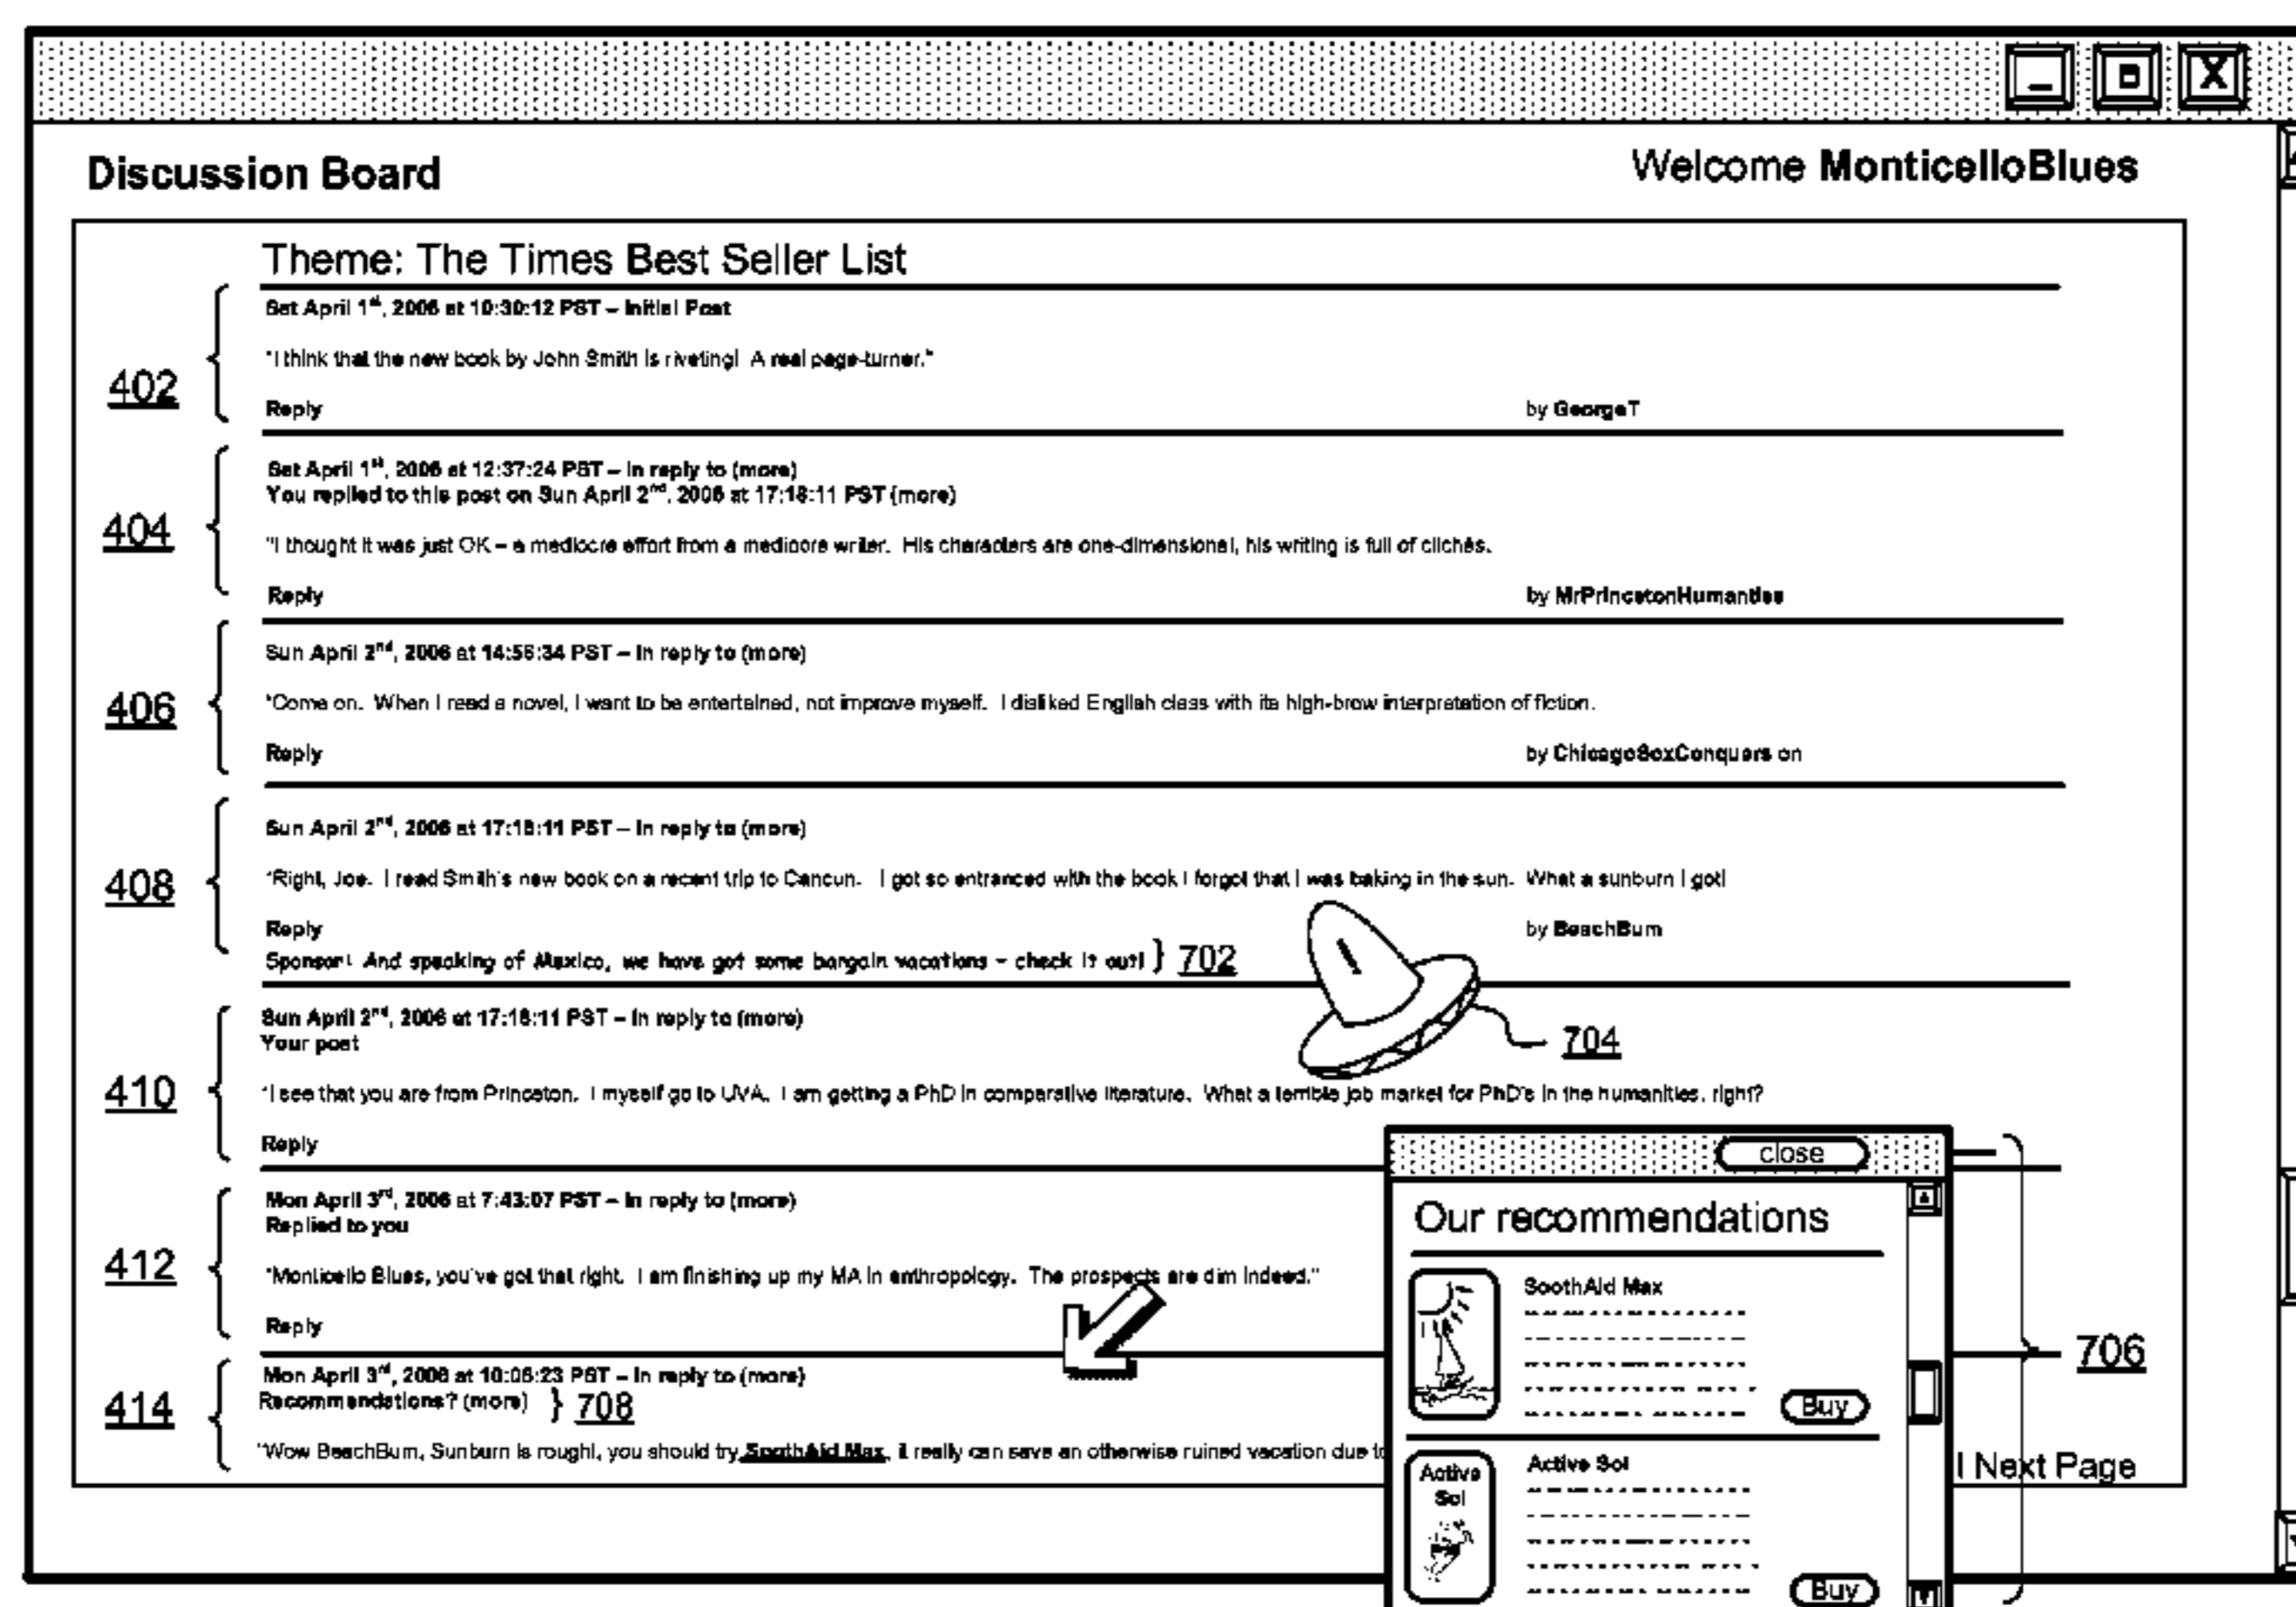 X
Discussion Board
Welcome MonticelloBlues
Theme: The Times Best Seller List
Sat April 1st, 2006 at 10:30:12 PST – Initial Post
402
"I think that the new book by John Smith is riveting! A real page-turner."
Reply
by GeorgeT
Sat April 1st, 2006 at 12:37:24 PST – In reply to (more)
You replied to this post on Sun April 2nd, 2006 at 17:18:11 PST (more)
404
"I thought it was just OK – a mediocre effort from a mediocre writer. His characters are one-dimensional, his writing is full of clichés.
Reply
by MrPrincetonHumanties
Sun April 2nd, 2006 at 14:56:34 PST – In reply to (more)
406
"Come on. When I read a novel, I want to be entertained, not improve myself. I disliked English class with its high-brow interpretation of fiction.
Reply
by ChicagoSoxConquers on
Sun April 2nd, 2006 at 17:18:11 PST – In reply to (more)
408
"Right, Joe. I read Smith's new book on a recent trip to Cancun. I got so entranced with the book I forgot that I was baking in the sun. What a sunburn I got!
Reply
by BeachBum
Sponsor: And speaking of Mexico, we have got some bargain vacations – check it out!
702
704
Sun April 2nd, 2006 at 17:18:11 PST – In reply to (more)
Your post
410
"I see that you are from Princeton. I myself go to UVA. I am getting a PhD in comparative literature. What a terrible job market for PhD's in the humanities, right?
Reply
Mon April 3rd, 2006 at 7:43:07 PST – In reply to (more)
Replied to you
412
"Monticello Blues, you've got that right. I am finishing up my MA in anthropology. The prospects are dim indeed."
Reply
Mon April 3rd, 2006 at 10:06:23 PST – In reply to (more)
Recommendations? (more)
708
414
"Wow BeachBum, Sunburn is rough!, you should try SoothAid Max, it really can save an otherwise ruined vacation due to
close
Our recommendations
SoothAid Max
Buy
706
Active Sol
Active
Sol
Buy
I Next Page